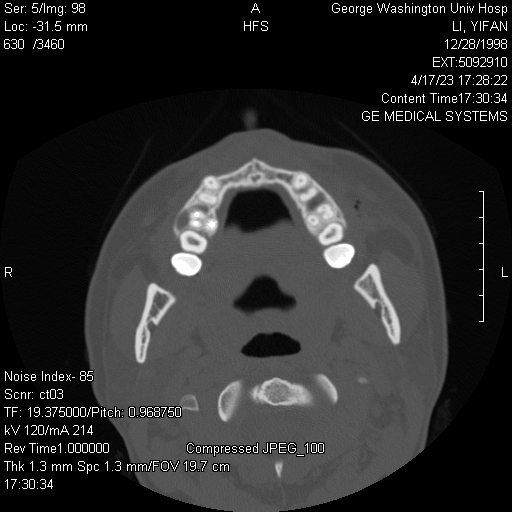 Ser: 5/Img: 98
Loc: -31.5 mm
630 /3460
A
HFS
George Washington Univ Hosp
LI, YIFAN
12/28/1998
EXT:5092910
4/17/23 17:28:22
Content Time17:30:34
GE MEDICAL SYSTEMS
R
L
Noise Index- 85
Scnr: ct03
TF: 19.375000/Pitch: 0.968750
kV 120/mA 214
Rev Time1.000000
Compressed JPEG_100
Thk 1.3 mm Spc 1.3 mm/FOV 19.7 cm
17:30:34